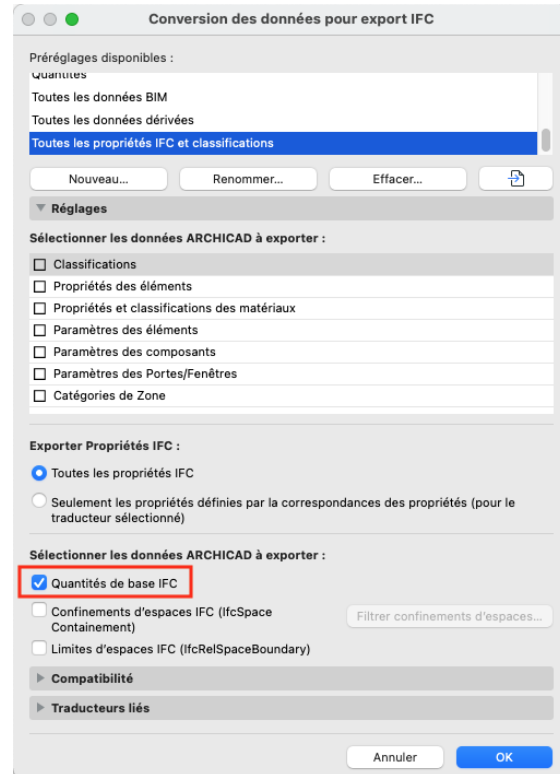 Conversion des données pour export IFC
Préréglages disponibles :
Quantités
Toutes les données BIM
Toutes les données dérivées
Toutes les propriétés IFC et classifications
Nouveau...
Renommer...
Effacer...
Réglages
Sélectionner les données ARCHICAD à exporter :
Classifications
Propriétés des éléments
Propriétés et classifications des matériaux
Paramètres des éléments
Paramètres des composants
Paramètres des Portes/Fenêtres
Catégories de Zone
Exporter Propriétés IFC :
Toutes les propriétés IFC
Seulement les propriétés définies par la correspondances des propriétés (pour le
traducteur sélectionné)
Sélectionner les données ARCHICAD à exporter :
Quantités de base IFC
Confinements d'espaces IFC (IfcSpace
Containement)
Filtrer confinements d'espaces...
Limites d'espaces IFC (IfcRelSpaceBoundary)
Compatibilité
Traducteurs liés
Annuler
OK